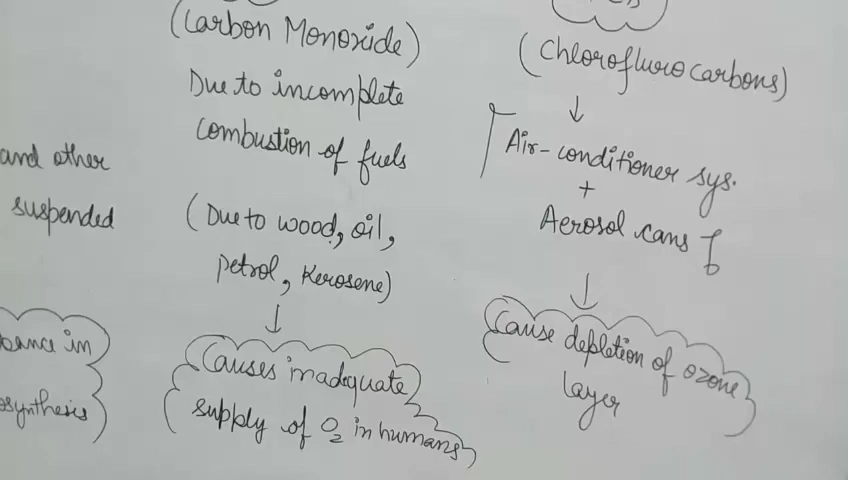 (Carbon Monoxide)
Due to incomplete
combustion of fuels
(Due to wood, oil,
petrol, Kerosene)
↓
Causes inadequate
supply of O2 in humans
(Chlorofluro carbons)
↓
Air-conditioner sys.
+
Aerosol cans
↓
Cause depletion of ozone
layer
and other
suspended
in